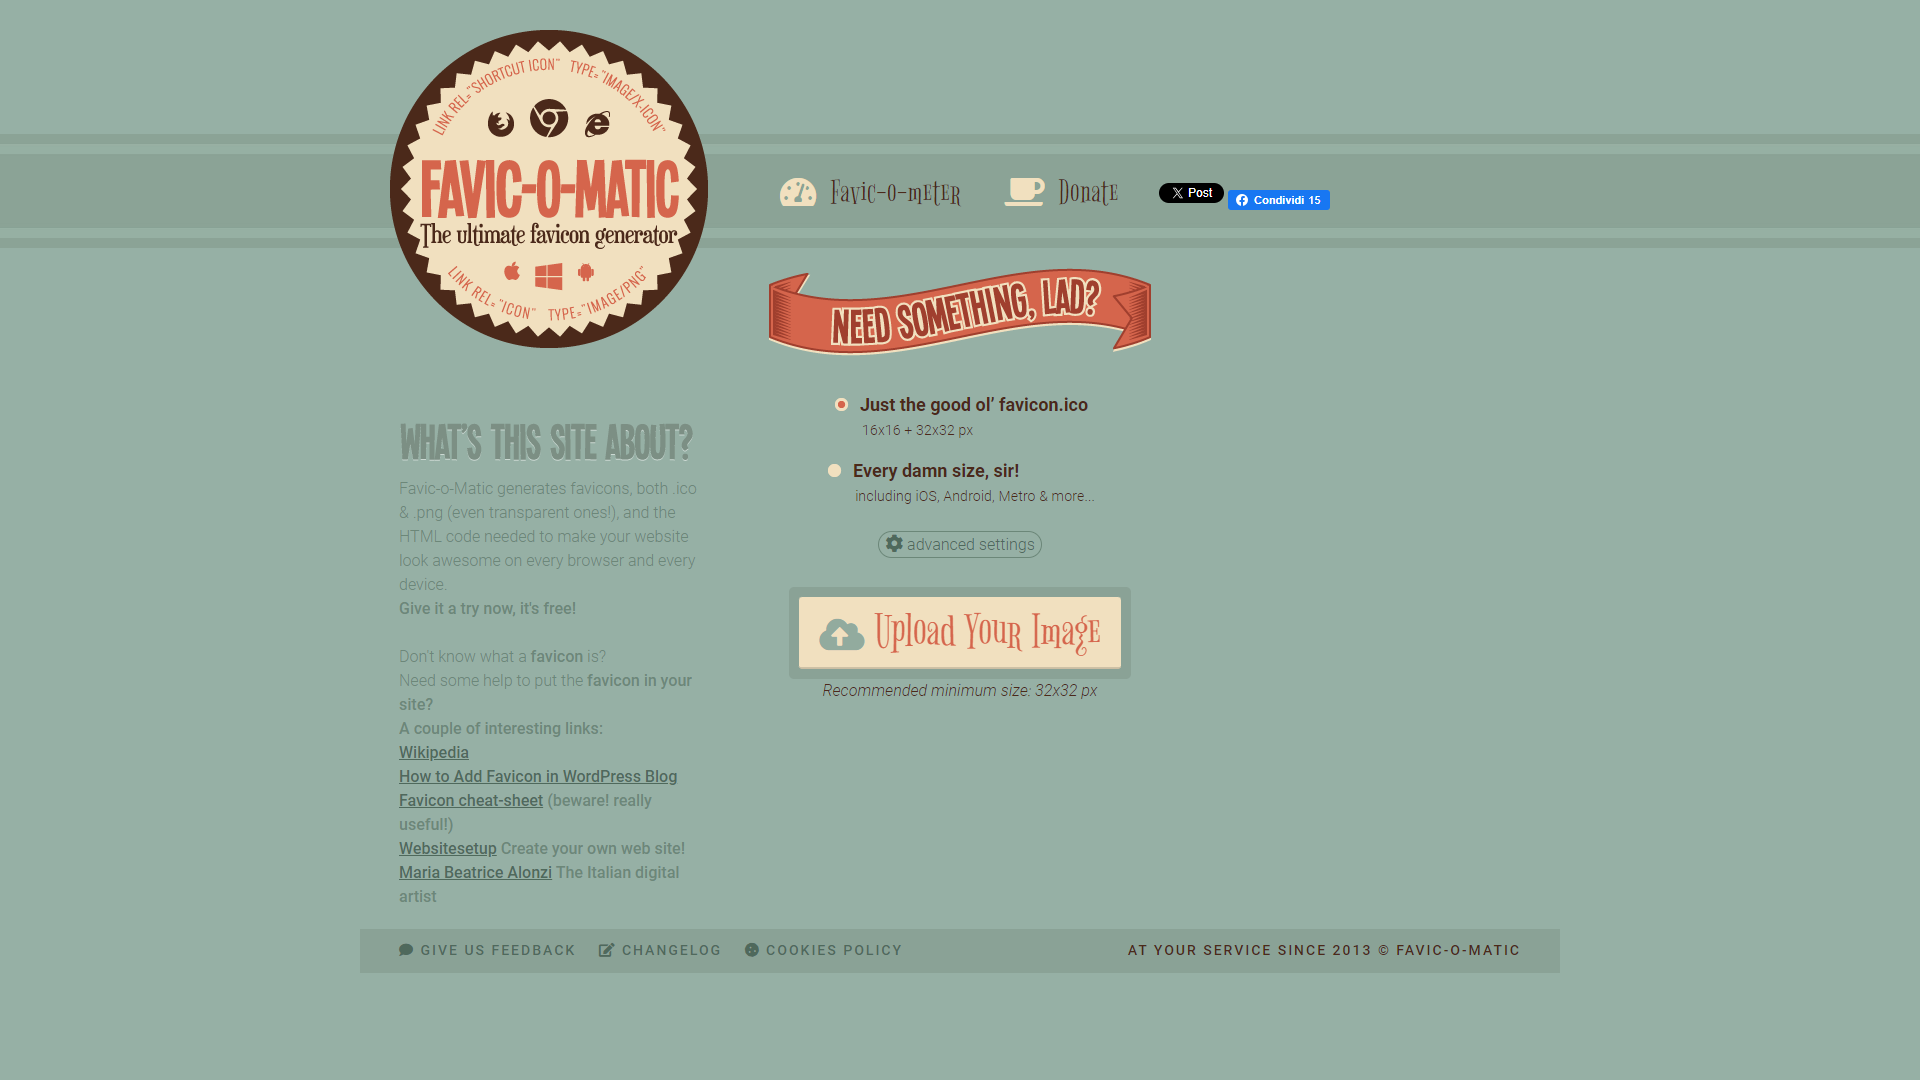 LINK REL="SHORTCUT ICON" TYPE="IMAGE/X-ICON"
FAVIC-O-MATIC
The ultimate favicon generator
LINK REL="ICON" TYPE="IMAGE/PNG"
Favic-o-meter
Donate
Post
Condividi 15
NEED SOMETHING, LAD?
Just the good ol’ favicon.ico
16x16 + 32x32 px
Every damn size, sir!
including iOS, Android, Metro & more...
advanced settings
Upload Your Image
Recommended minimum size: 32x32 px
WHAT'S THIS SITE ABOUT?
Favic-o-Matic generates favicons, both .ico
& .png (even transparent ones!), and the
HTML code needed to make your website
look awesome on every browser and every
device.
Give it a try now, it's free!
Don't know what a favicon is?
Need some help to put the favicon in your
site?
A couple of interesting links:
Wikipedia
How to Add Favicon in WordPress Blog
Favicon cheat-sheet (beware! really
useful!)
Websitesetup Create your own web site!
Maria Beatrice Alonzi The Italian digital
artist
GIVE US FEEDBACK
CHANGELOG
COOKIES POLICY
AT YOUR SERVICE SINCE 2013 © FAVIC-O-MATIC